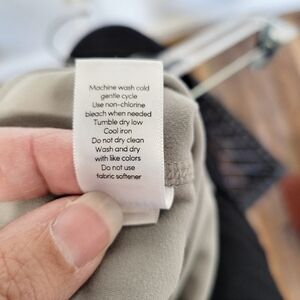 Machine wash cold
gentle cycle
Use non-chlorine
bleach when needed
Tumble dry low
Cool iron
Do not dry clean
Wash and dry
with like colors
Do not use
fabric softener